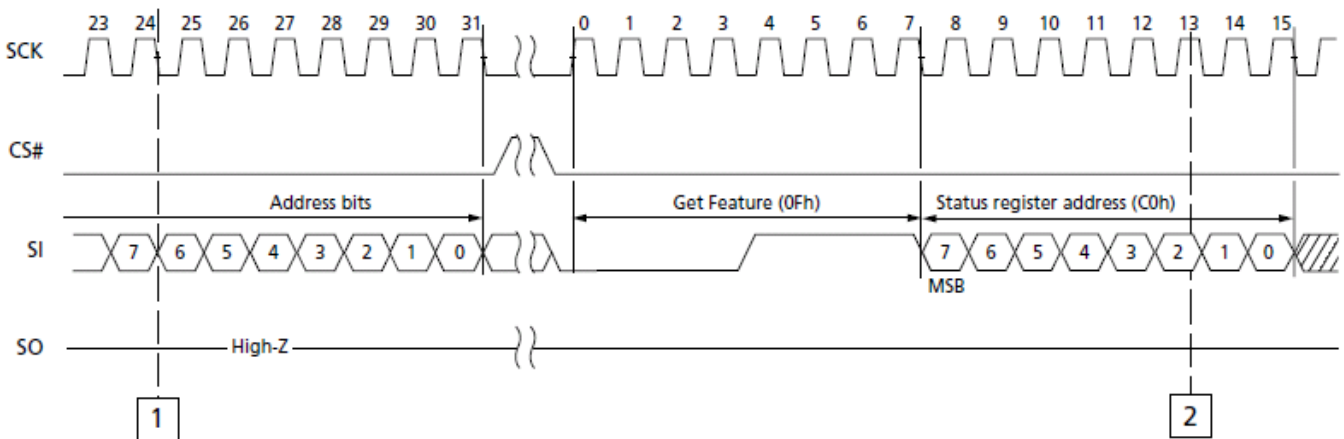 23 24 25 26 27 28 29 30 31 0 1 2 3 4 5 6 7 8 9 10 11 12 13 14 15
SCK
CS#
Address bits Get Feature (0Fh) Status register address (C0h)
SI 7 6 5 4 3 2 1 0 7 6 5 4 3 2 1 0
MSB
SO High-Z
1 2